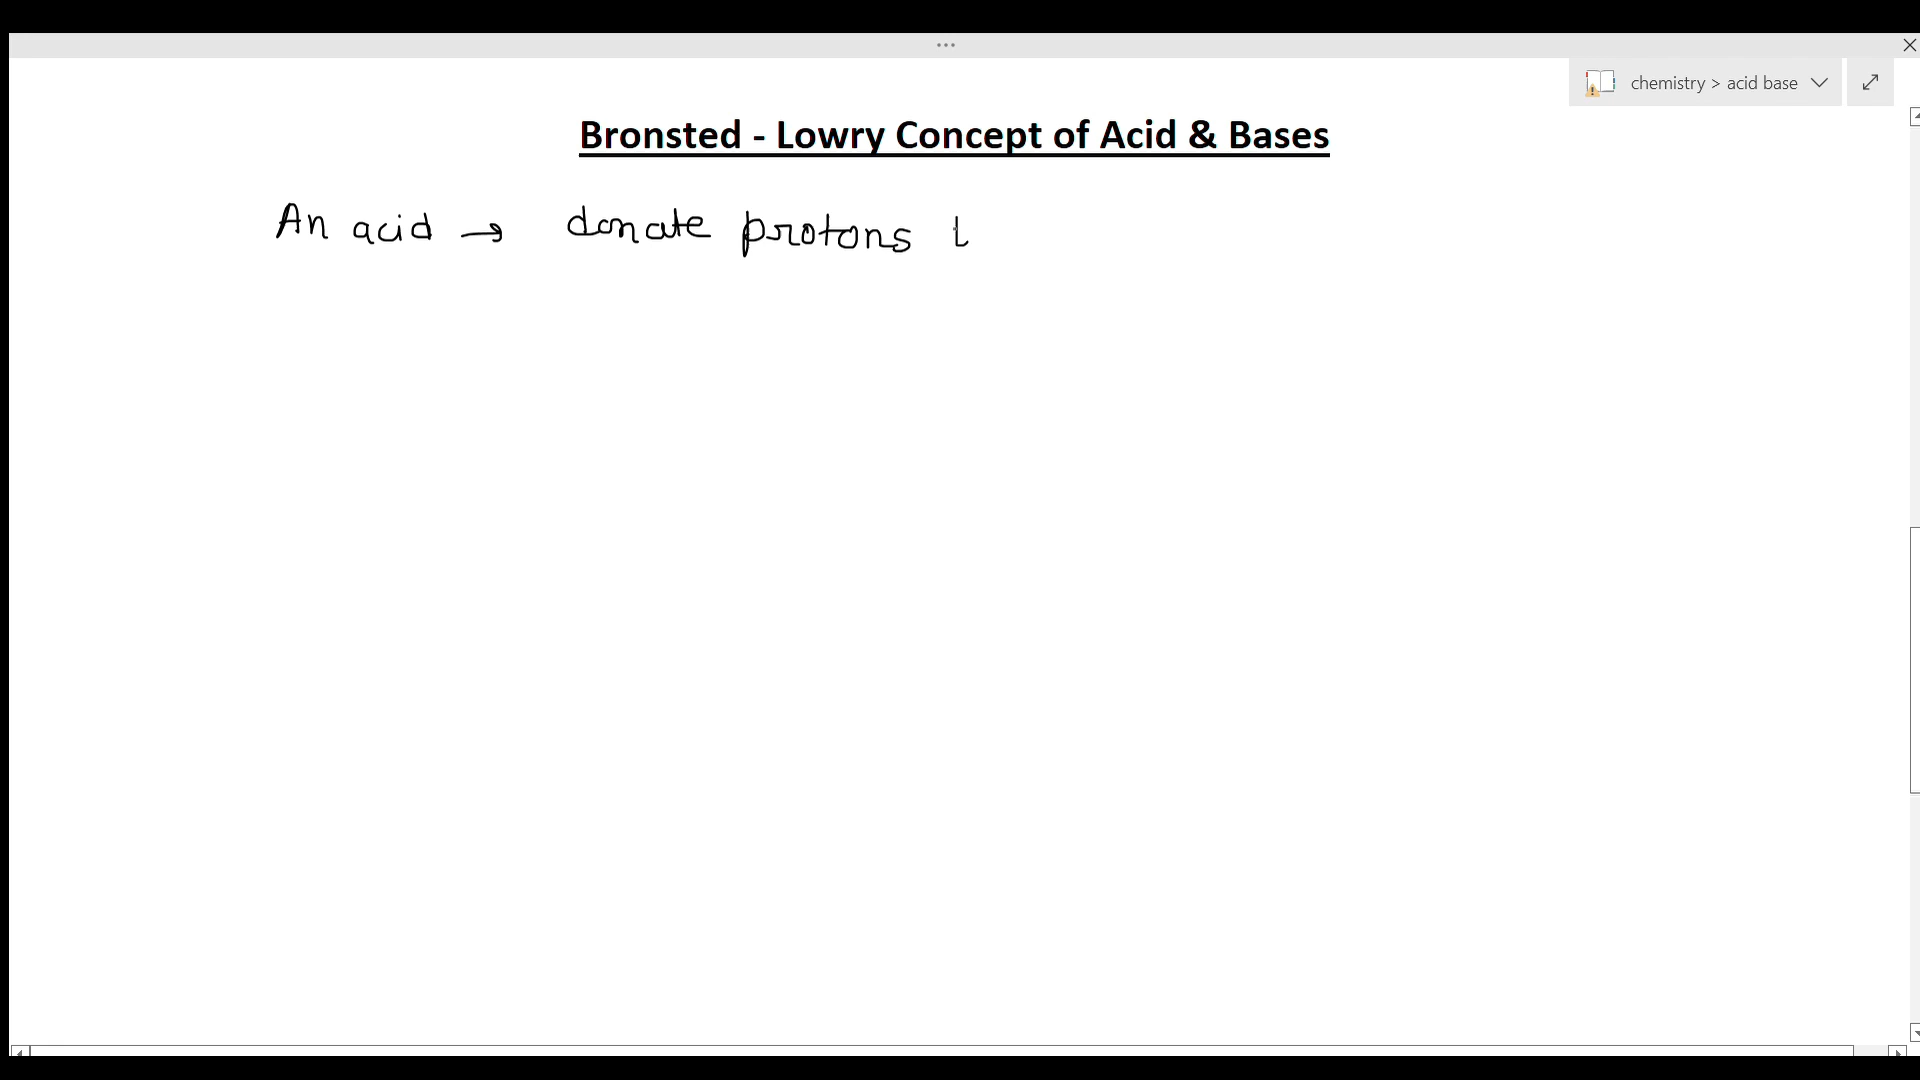 chemistry > acid base
Bronsted - Lowry Concept of Acid & Bases
An acid → donate protons